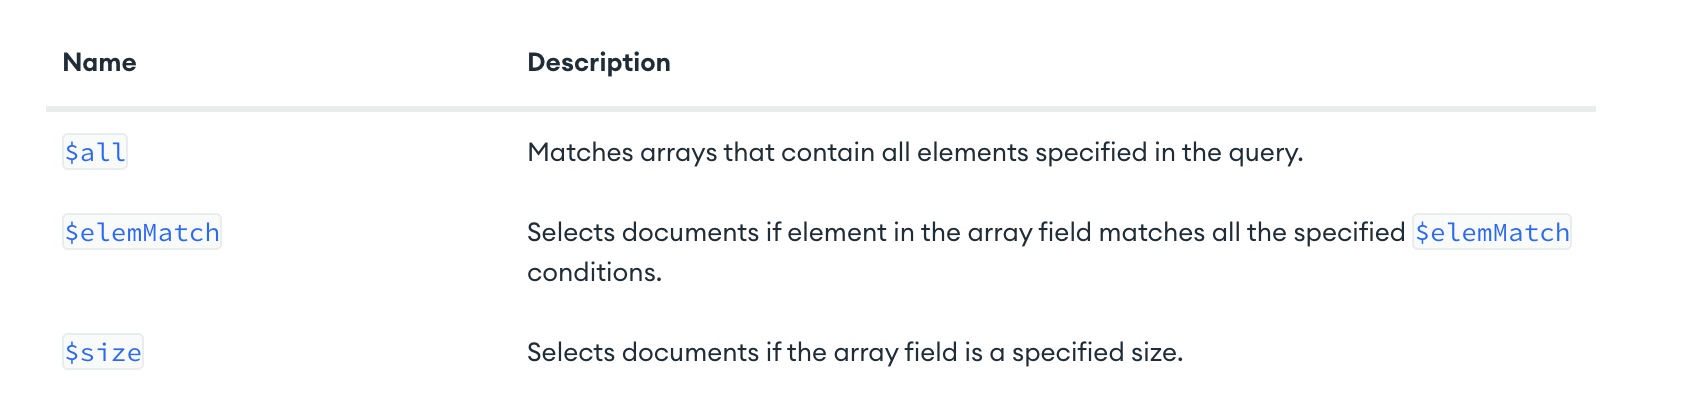 Name Description
$all Matches arrays that contain all elements specified in the query.
$elemMatch Selects documents if element in the array field matches all the specified $elemMatch
conditions.
$size Selects documents if the array field is a specified size.